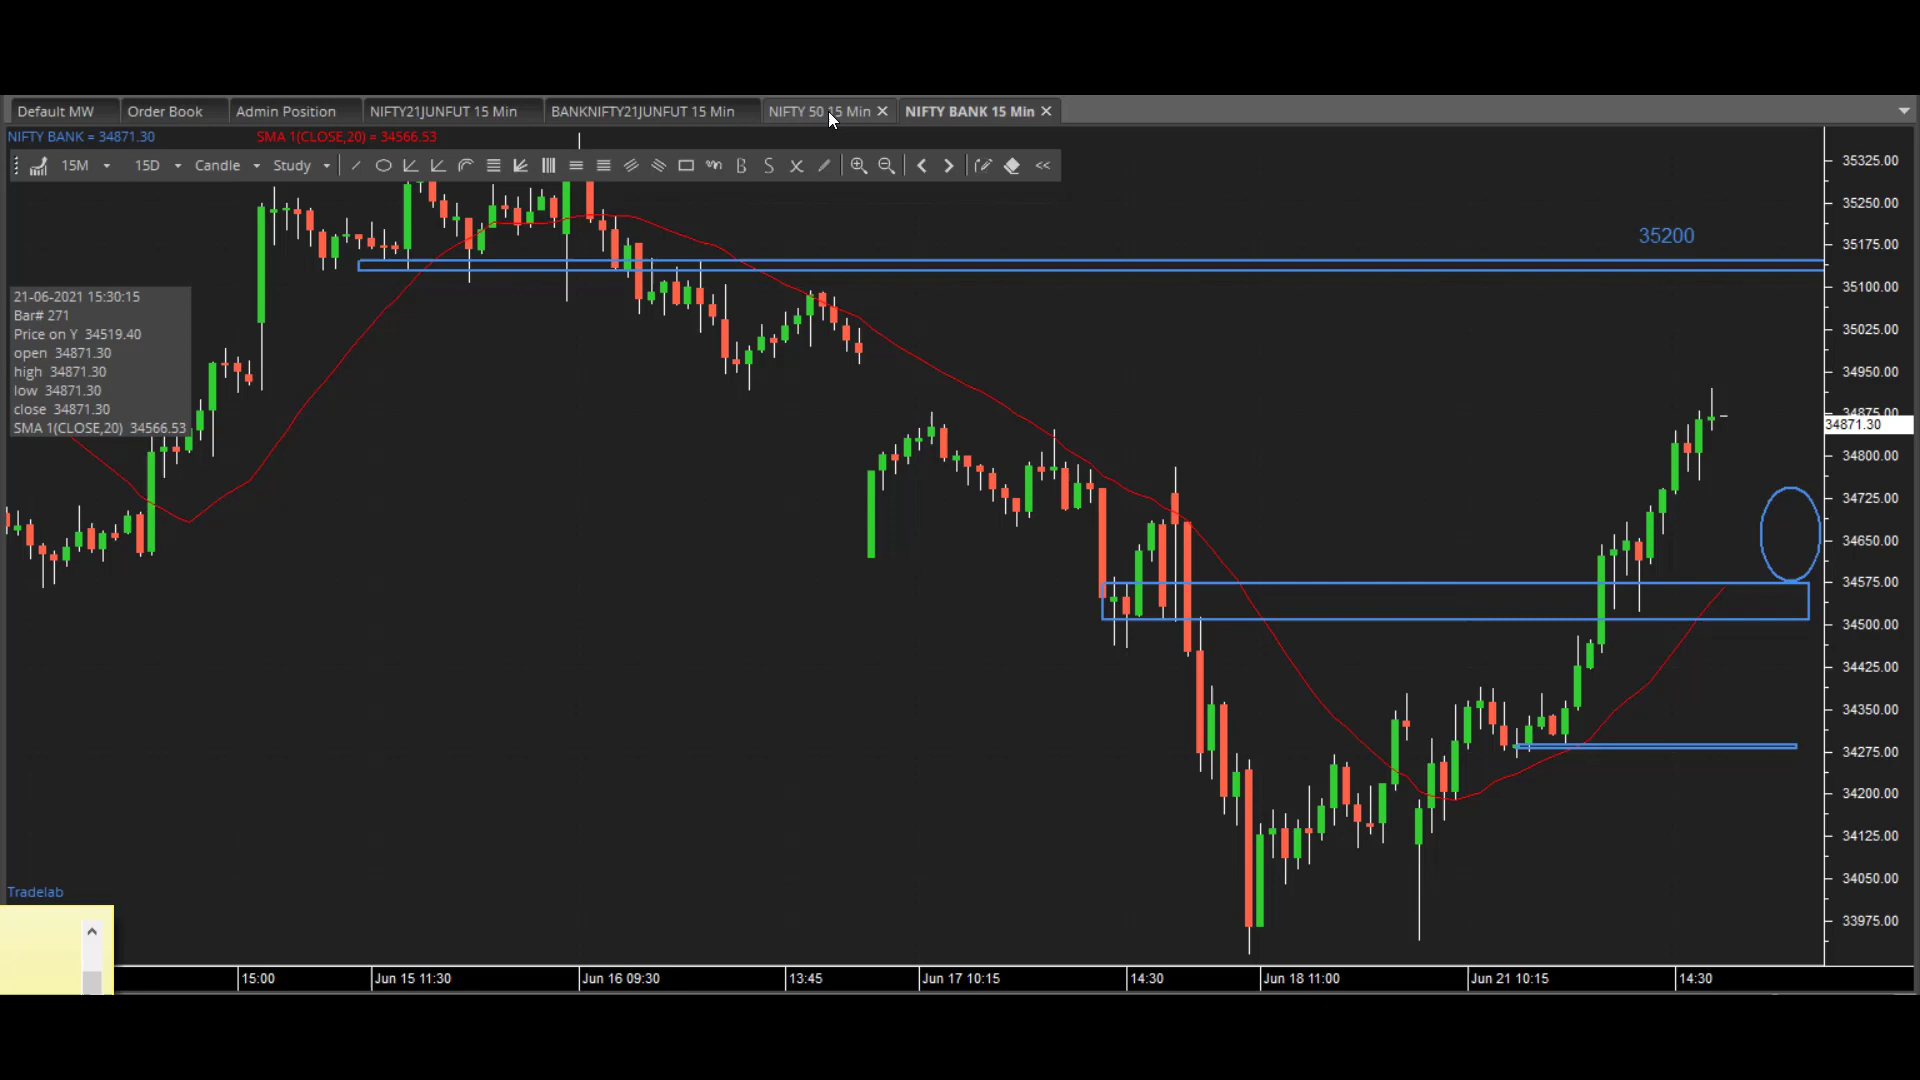 Default MW Order Book Admin Position NIFTY21JUNFUT 15 Min BANKNIFTY21JUNFUT 15 Min NIFTY 50 15 Min NIFTY BANK 15 Min
NIFTY BANK = 34871.30 SMA 1(CLOSE,20) = 34566.53
15M 15D Candle Study B S X
35325.00
35250.00
35200
35175.00
35100.00
21-06-2021 15:30:15
Bar# 271
Price on Y 34519.40
open 34871.30
high 34871.30
low 34871.30
close 34871.30
SMA 1(CLOSE,20) 34566.53
35025.00
34950.00
34875.00
34871.30
34800.00
34725.00
34650.00
34575.00
34500.00
34425.00
34350.00
34275.00
34200.00
34125.00
34050.00
33975.00
Tradelab
15:00 Jun 15 11:30 Jun 16 09:30 13:45 Jun 17 10:15 14:30 Jun 18 11:00 Jun 21 10:15 14:30